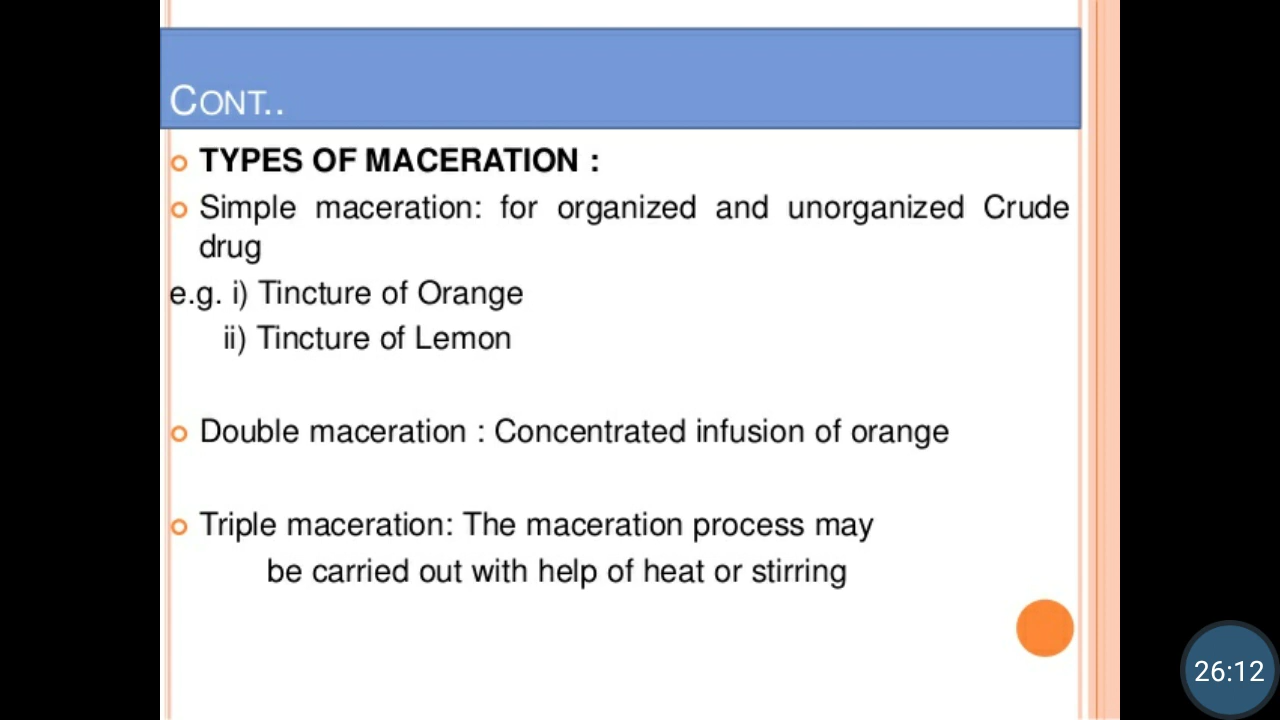 CONT..
TYPES OF MACERATION :
Simple maceration: for organized and unorganized Crude
drug
e.g. i) Tincture of Orange
ii) Tincture of Lemon
Double maceration : Concentrated infusion of orange
Triple maceration: The maceration process may
be carried out with help of heat or stirring
26:12